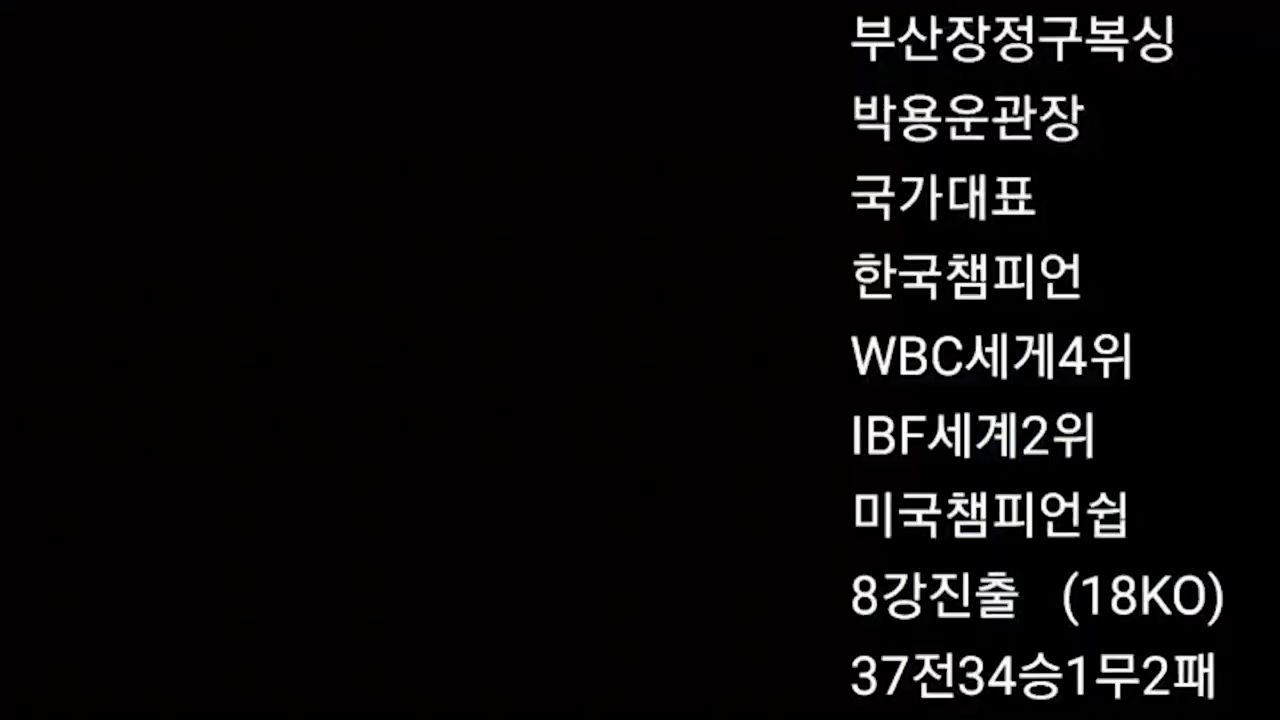 부산장정구복싱
박용운관장
국가대표
한국챔피언
WBC세게4위
IBF세계2위
미국챔피언쉽
8강진출 (18KO)
37전34승1무2패